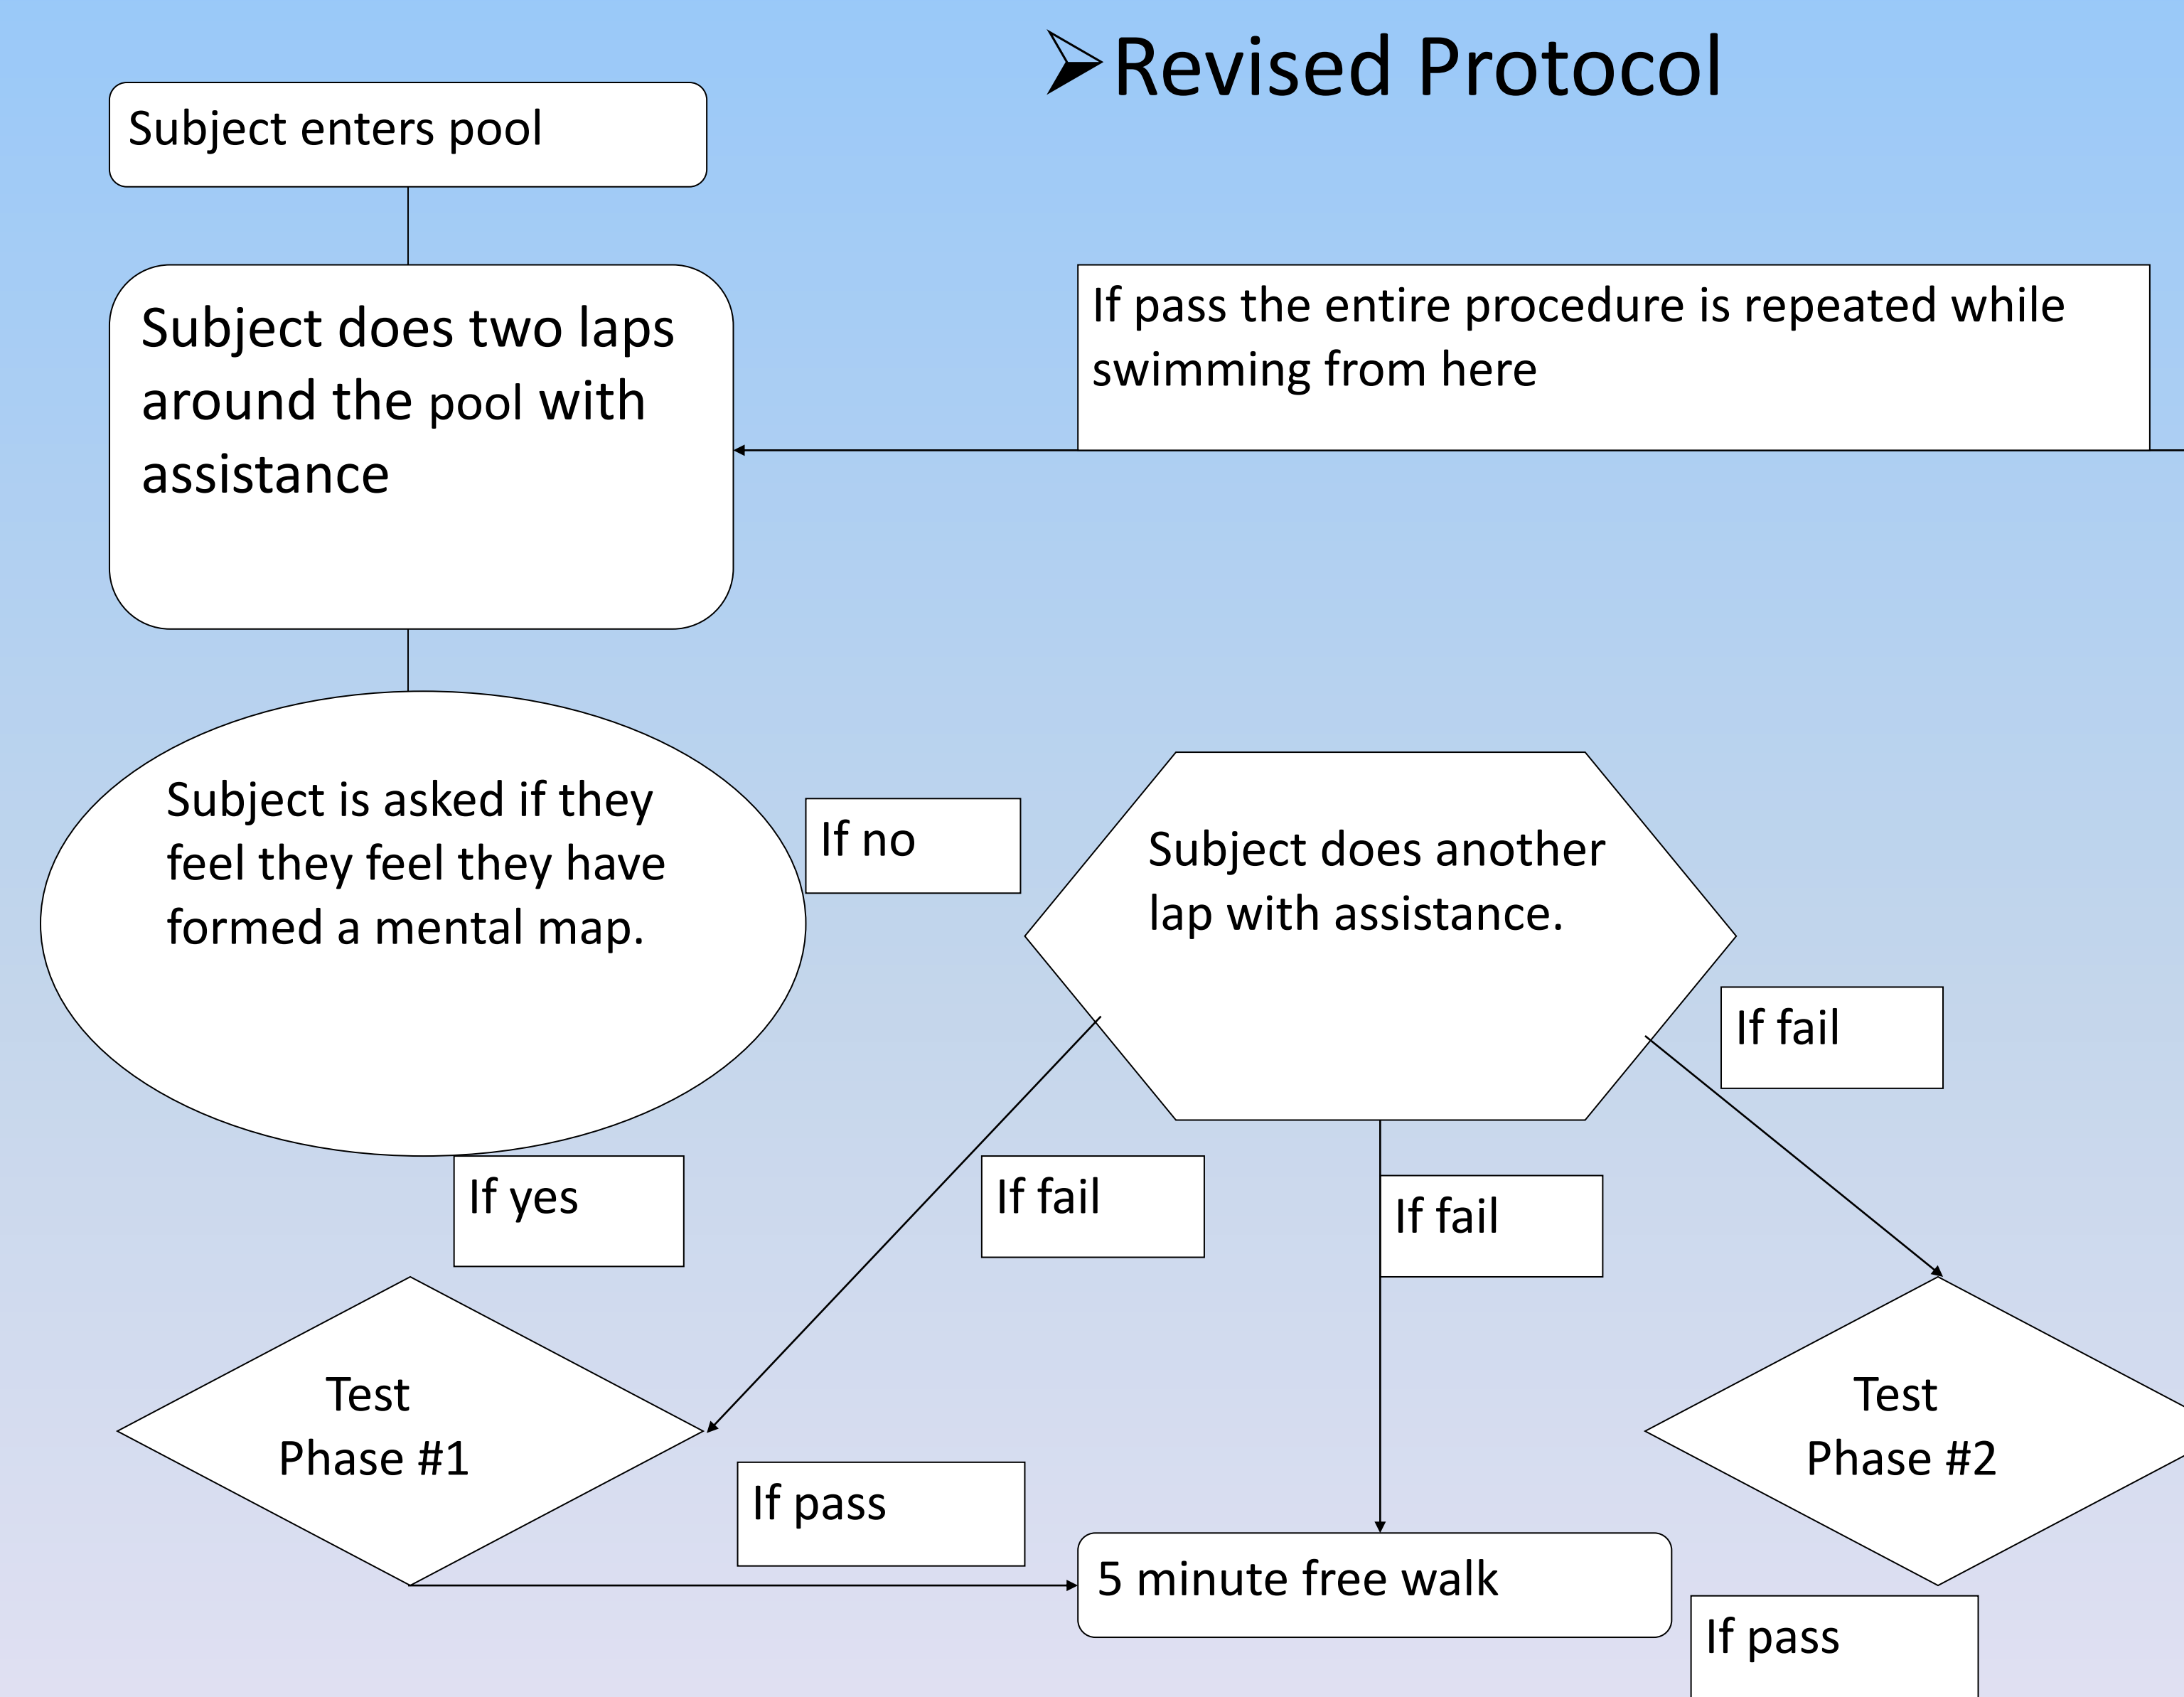 Revised Protocol
Subject enters pool
Subject does two laps
around the pool with
assistance
If pass the entire procedure is repeated while
swimming from here
Subject is asked if they
feel they feel they have
formed a mental map.
If no
Subject does another
lap with assistance.
If fail
If yes
If fail
If fail
Test
Phase #1
Test
Phase #2
If pass
5 minute free walk
If pass